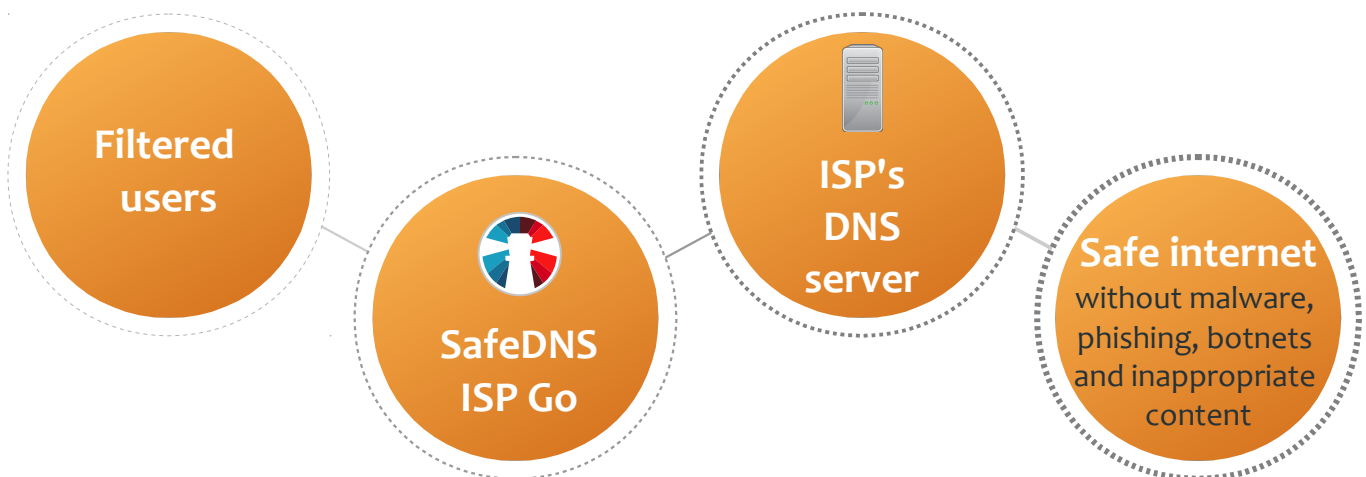 Filtered
users
SafeDNS
ISP Go
ISP's
DNS
server
Safe internet
without malware,
phishing, botnets
and inappropriate
content